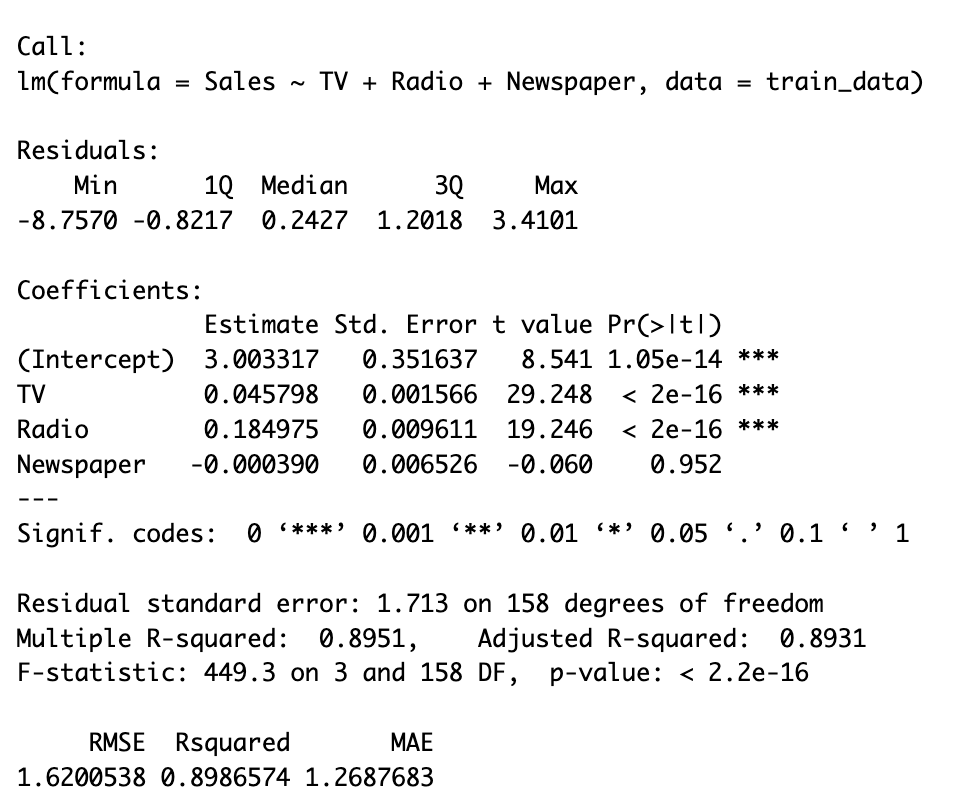 Call:
lm(formula = Sales ~ TV + Radio + Newspaper, data = train_data)
Residuals:
    Min      1Q  Median      3Q     Max
-8.7570 -0.8217  0.2427  1.2018  3.4101
Coefficients:
             Estimate Std. Error t value Pr(>|t|)
(Intercept)  3.003317   0.351637   8.541 1.05e-14 ***
TV           0.045798   0.001566  29.248  < 2e-16 ***
Radio        0.184975   0.009611  19.246  < 2e-16 ***
Newspaper   -0.000390   0.006526  -0.060    0.952
---
Signif. codes:  0 ‘***’ 0.001 ‘**’ 0.01 ‘*’ 0.05 ‘.’ 0.1 ‘ ’ 1
Residual standard error: 1.713 on 158 degrees of freedom
Multiple R-squared:  0.8951,    Adjusted R-squared:  0.8931
F-statistic: 449.3 on 3 and 158 DF,  p-value: < 2.2e-16
     RMSE  Rsquared       MAE
1.6200538 0.8986574 1.2687683